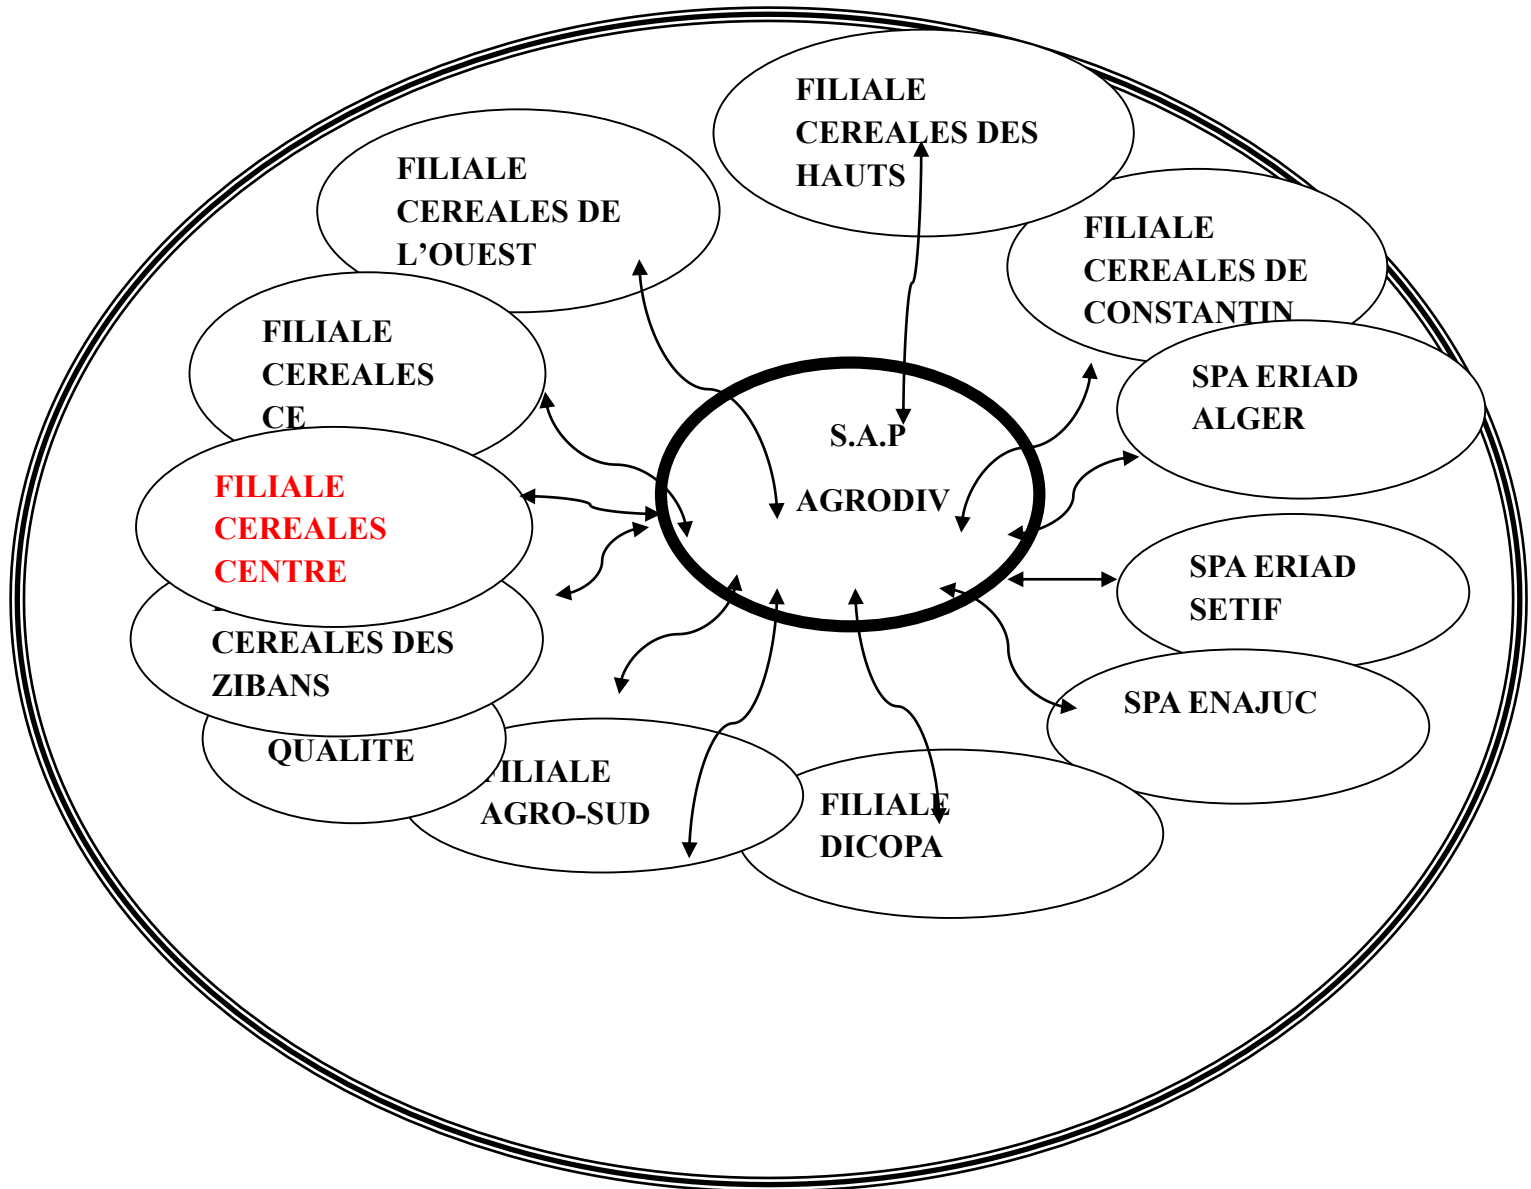 FILIALE
CEREALES DES
HAUTS
FILIALE
CEREALES DE
L’OUEST
FILIALE
CEREALES DE
CONSTANTIN
FILIALE
CEREALES
CE
SPA ERIAD
ALGER
S.A.P
AGRODIV
FILIALE
CEREALES
CENTRE
SPA ERIAD
SETIF
CEREALES DES
ZIBANS
SPA ENAJUC
QUALITE
FILIALE
AGRO-SUD
FILIALE
DICOPA